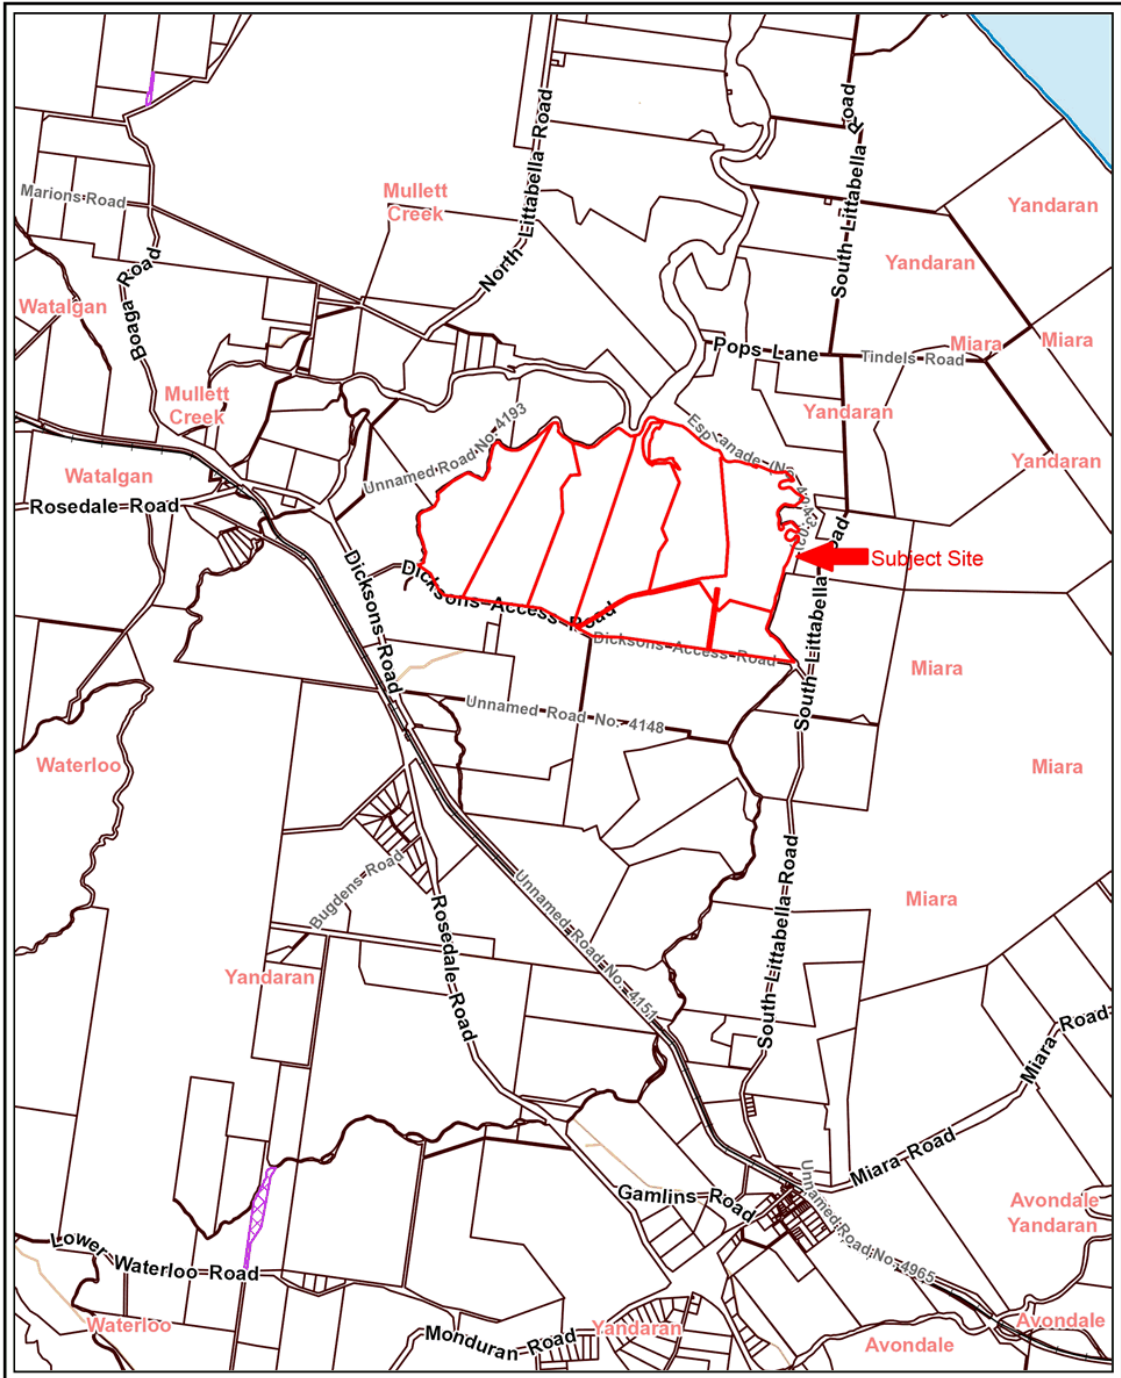 South Littabella Road
North Littabella Road
Marions Road
Mullett
Creek
Yandaran
Yandaran
Yandaran
Boaga Road
Watalgan
Pops Lane
Tindels Road
Miara
Miara
Mullett
Creek
Yandaran
Unnamed Road No. 4193
Watalgan
Yandaran
Rosedale Road
Subject Site
Dicksons Road
Dicksons Access Road
Dicksons Access Road
South Littabella Road
Miara
Unnamed Road No. 4148
Waterloo
Miara
Bugdens Road
Rosedale Road
Unnamed Road No. 4151
South Littabella Road
Miara
Yandaran
Miara Road
Miara Road
Gamlins Road
Unnamed Road No. 4965
Avondale
Yandaran
Lower Waterloo Road
Waterloo
Monduran Road
Yandaran
Avondale
Avondale